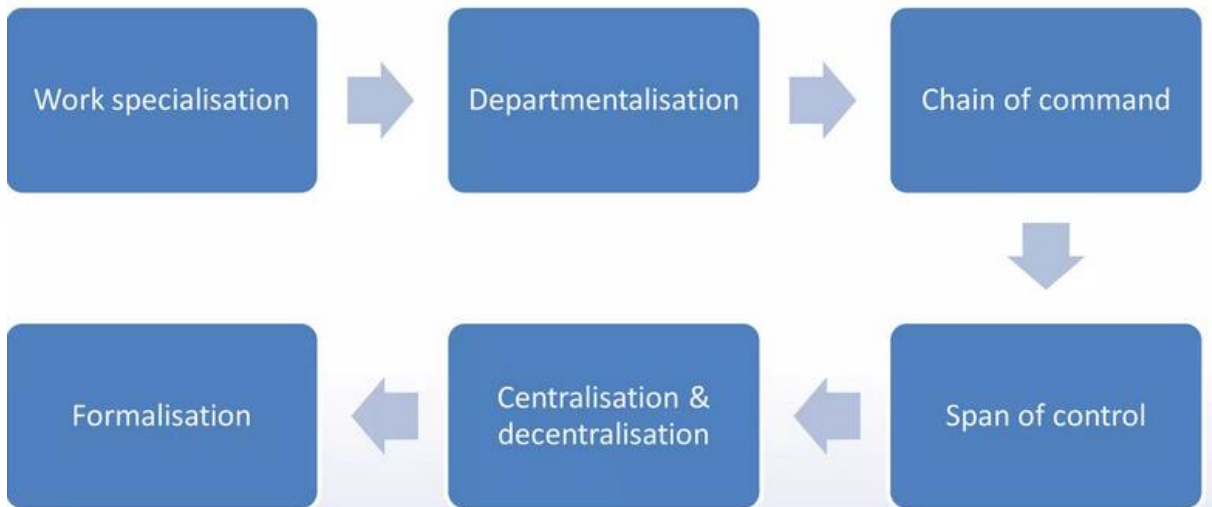 Work specialisation
Departmentalisation
Chain of command
Span of control
Centralisation &
decentralisation
Formalisation